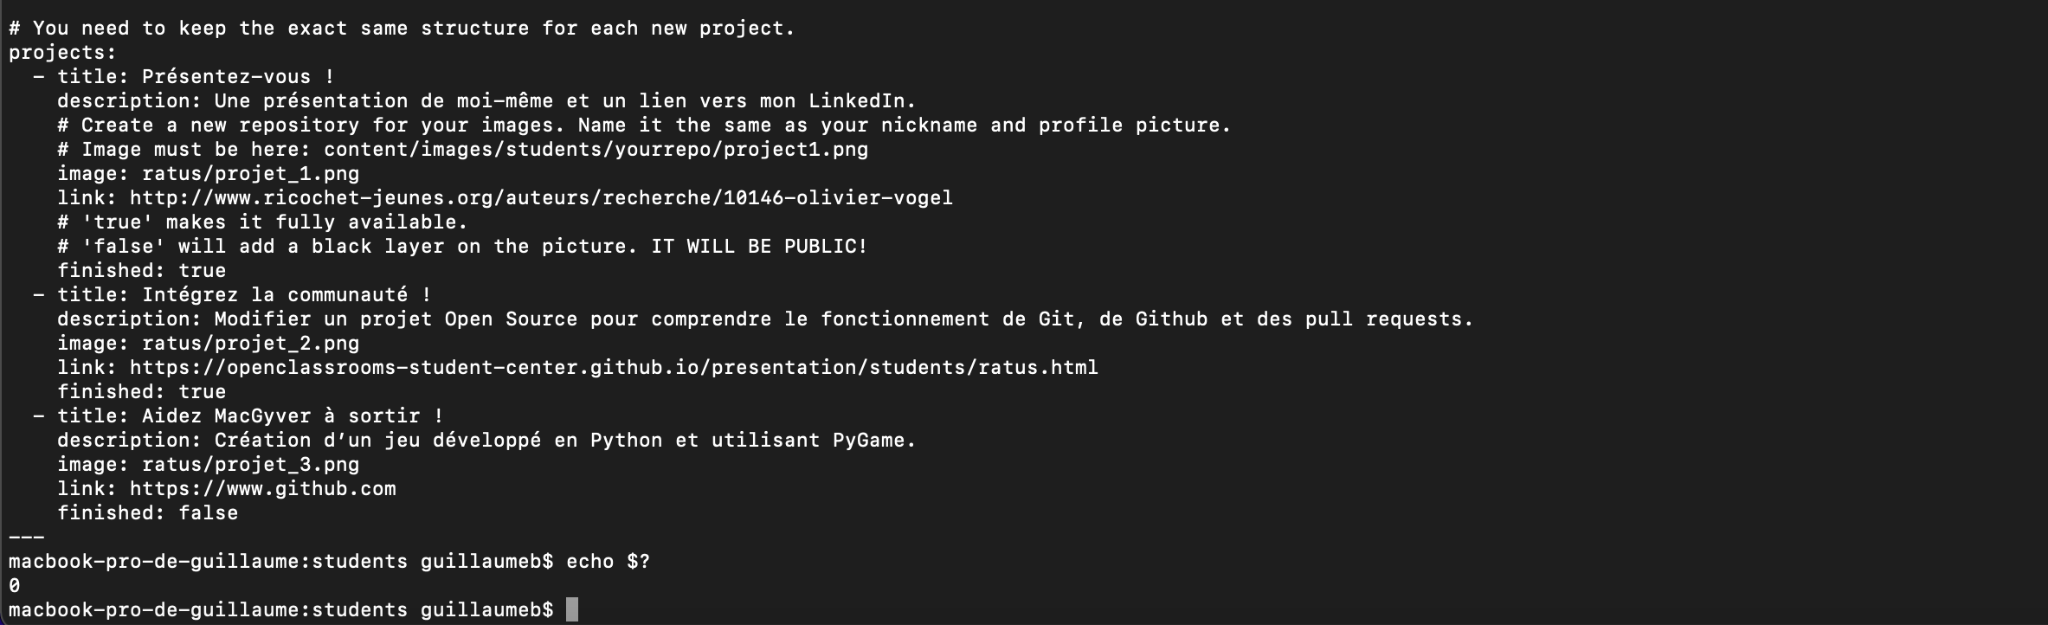 # You need to keep the exact same structure for each new project.
projects:
  - title: Présentez-vous !
    description: Une présentation de moi-même et un lien vers mon LinkedIn.
    # Create a new repository for your images. Name it the same as your nickname and profile picture.
    # Image must be here: content/images/students/yourrepo/project1.png
    image: ratus/projet_1.png
    link: http://www.ricochet-jeunes.org/auteurs/recherche/10146-olivier-vogel
    # 'true' makes it fully available.
    # 'false' will add a black layer on the picture. IT WILL BE PUBLIC!
    finished: true
  - title: Intégrez la communauté !
    description: Modifier un projet Open Source pour comprendre le fonctionnement de Git, de Github et des pull requests.
    image: ratus/projet_2.png
    link: https://openclassrooms-student-center.github.io/presentation/students/ratus.html
    finished: true
  - title: Aidez MacGyver à sortir !
    description: Création d’un jeu développé en Python et utilisant PyGame.
    image: ratus/projet_3.png
    link: https://www.github.com
    finished: false
---
macbook-pro-de-guillaume:students guillaumeb$ echo $?
0
macbook-pro-de-guillaume:students guillaumeb$